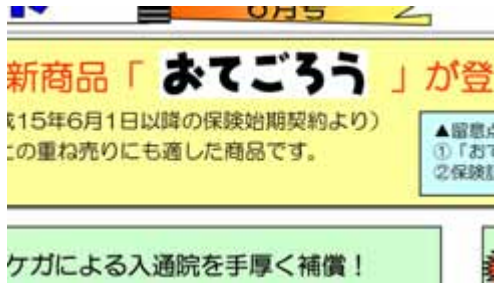 6月号
新商品「おてごろう」が登
成15年6月1日以降の保険始期契約より)
との重ね売りにも適した商品です。
▲留意点
①「おて
②保険
ケガによる入通院を手厚く補償!